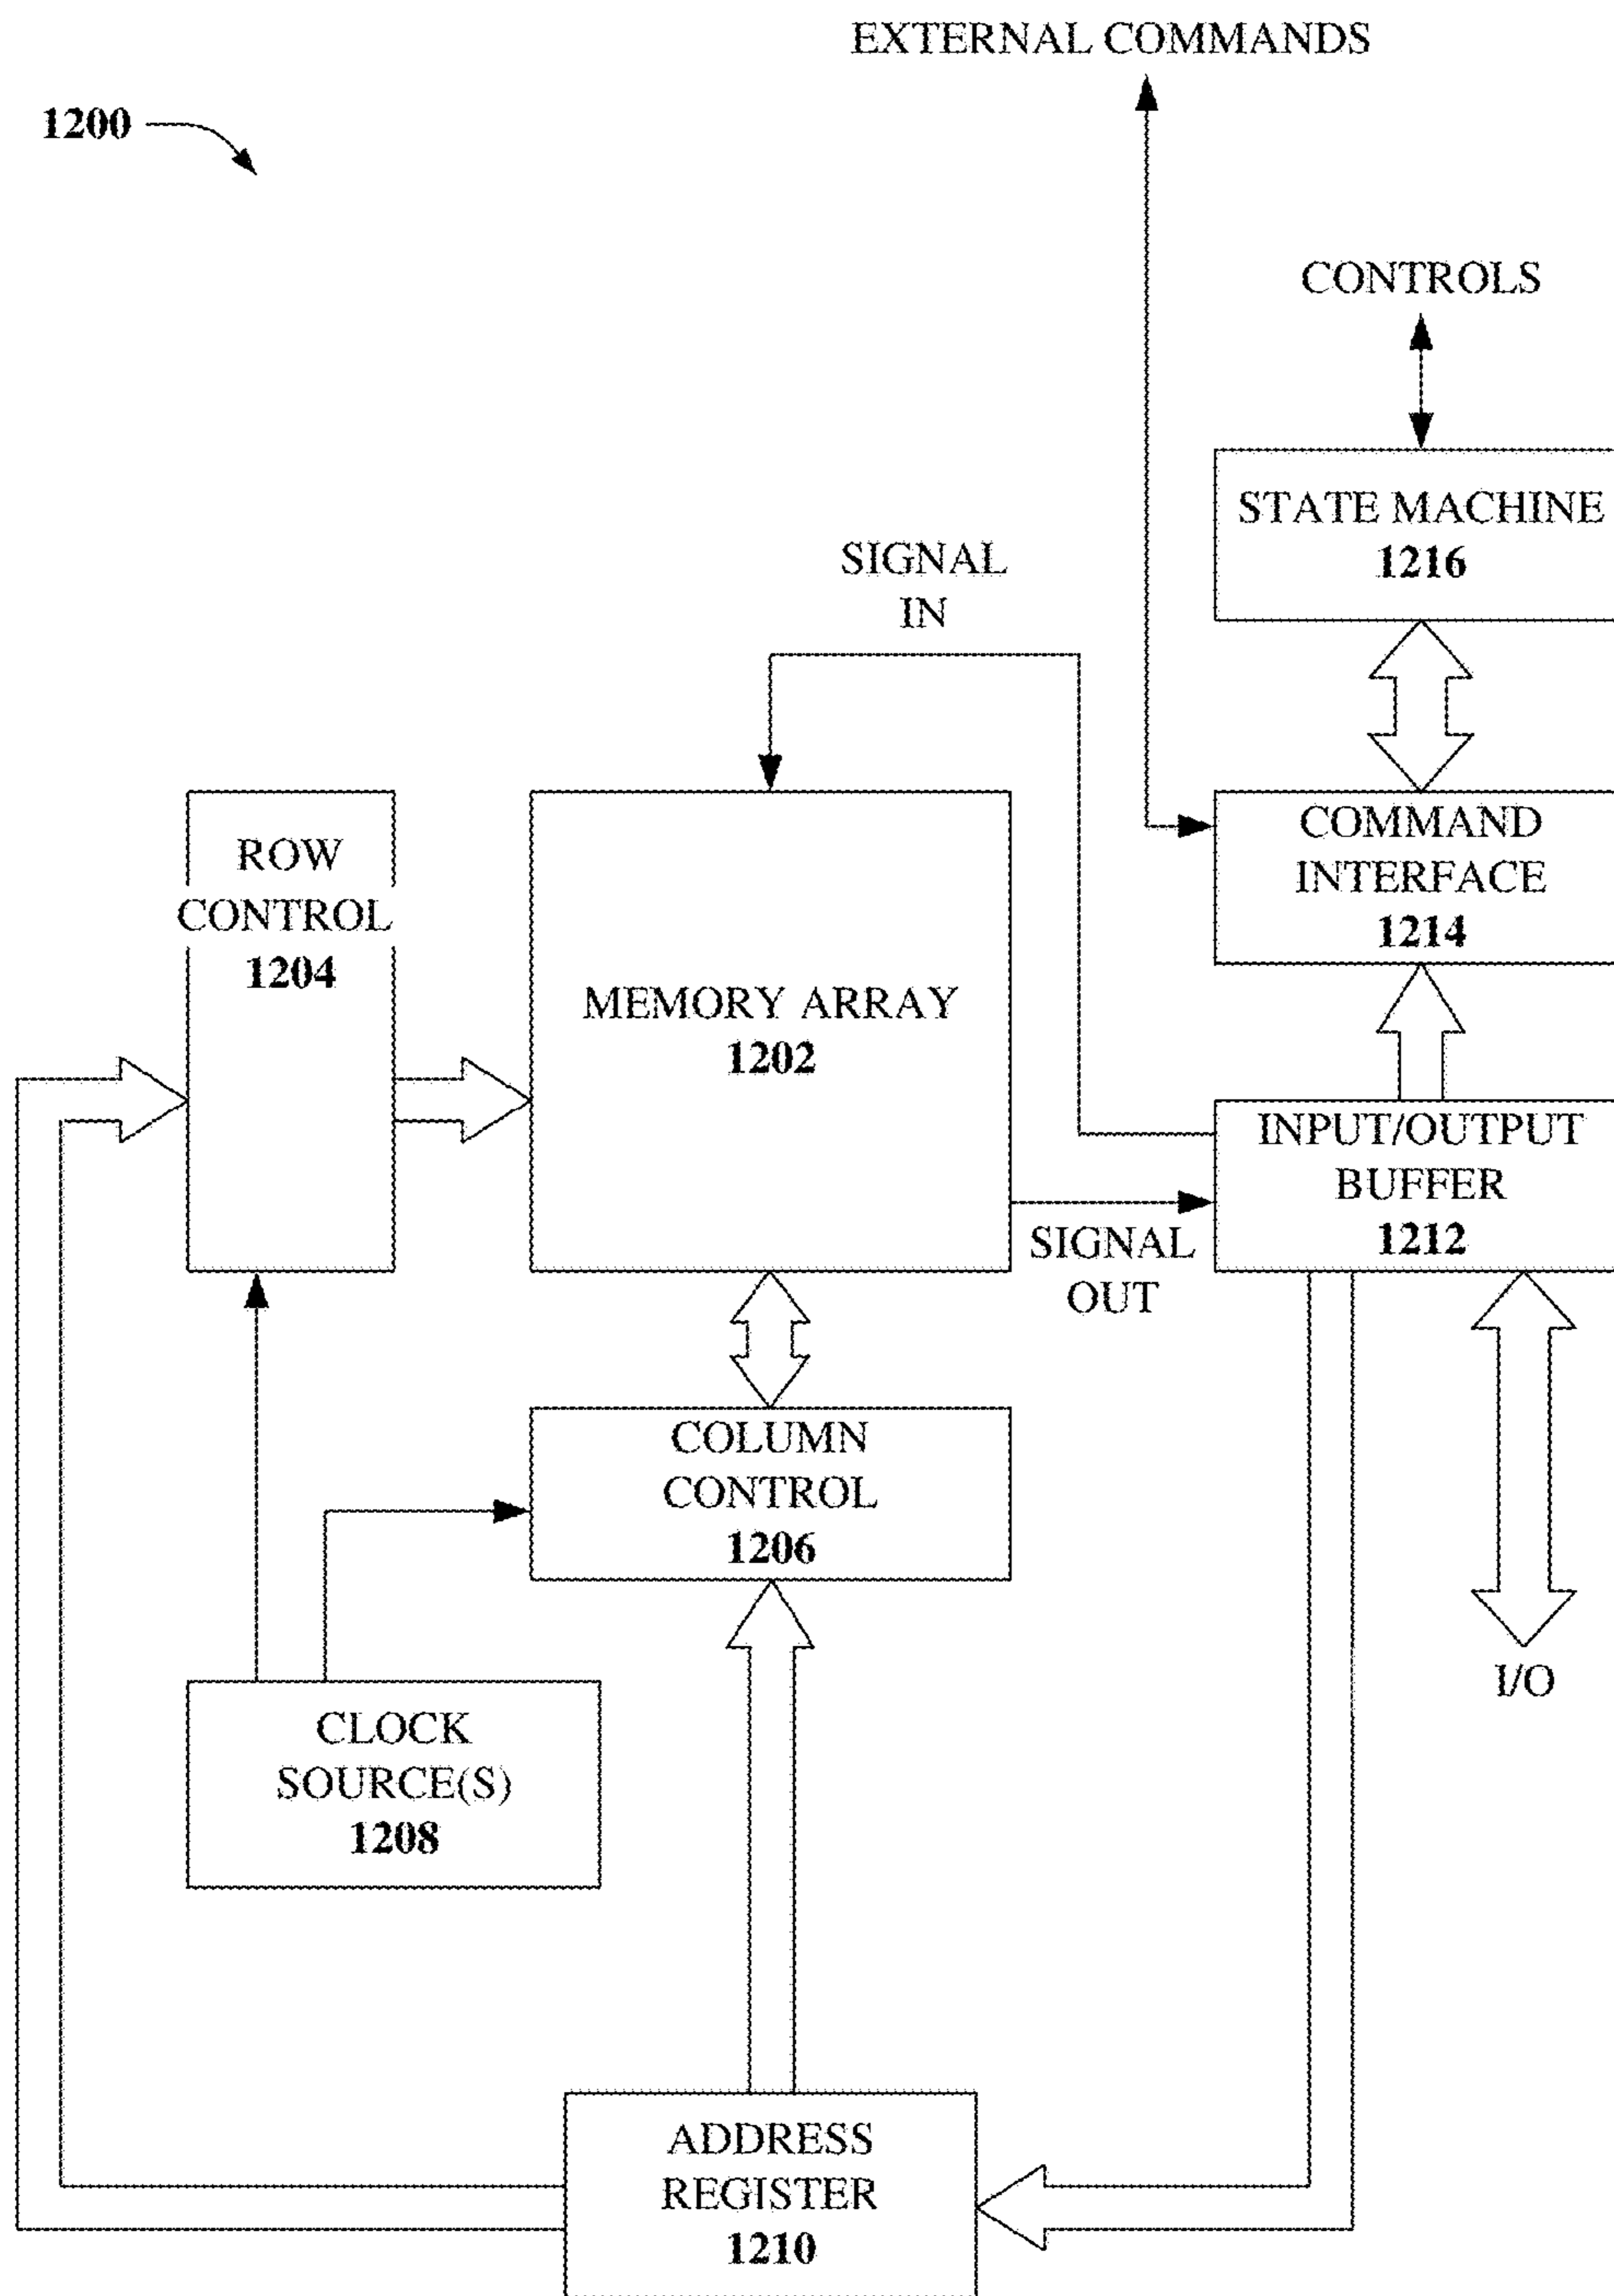 EXTERNAL COMMANDS
1200
CONTROLS
STATE MACHINE
1216
SIGNAL
IN
ROW
CONTROL
1204
MEMORY ARRAY
1202
COMMAND
INTERFACE
1214
INPUT/OUTPUT
BUFFER
1212
SIGNAL
OUT
COLUMN
CONTROL
1206
I/O
CLOCK
SOURCE(S)
1208
ADDRESS
REGISTER
1210